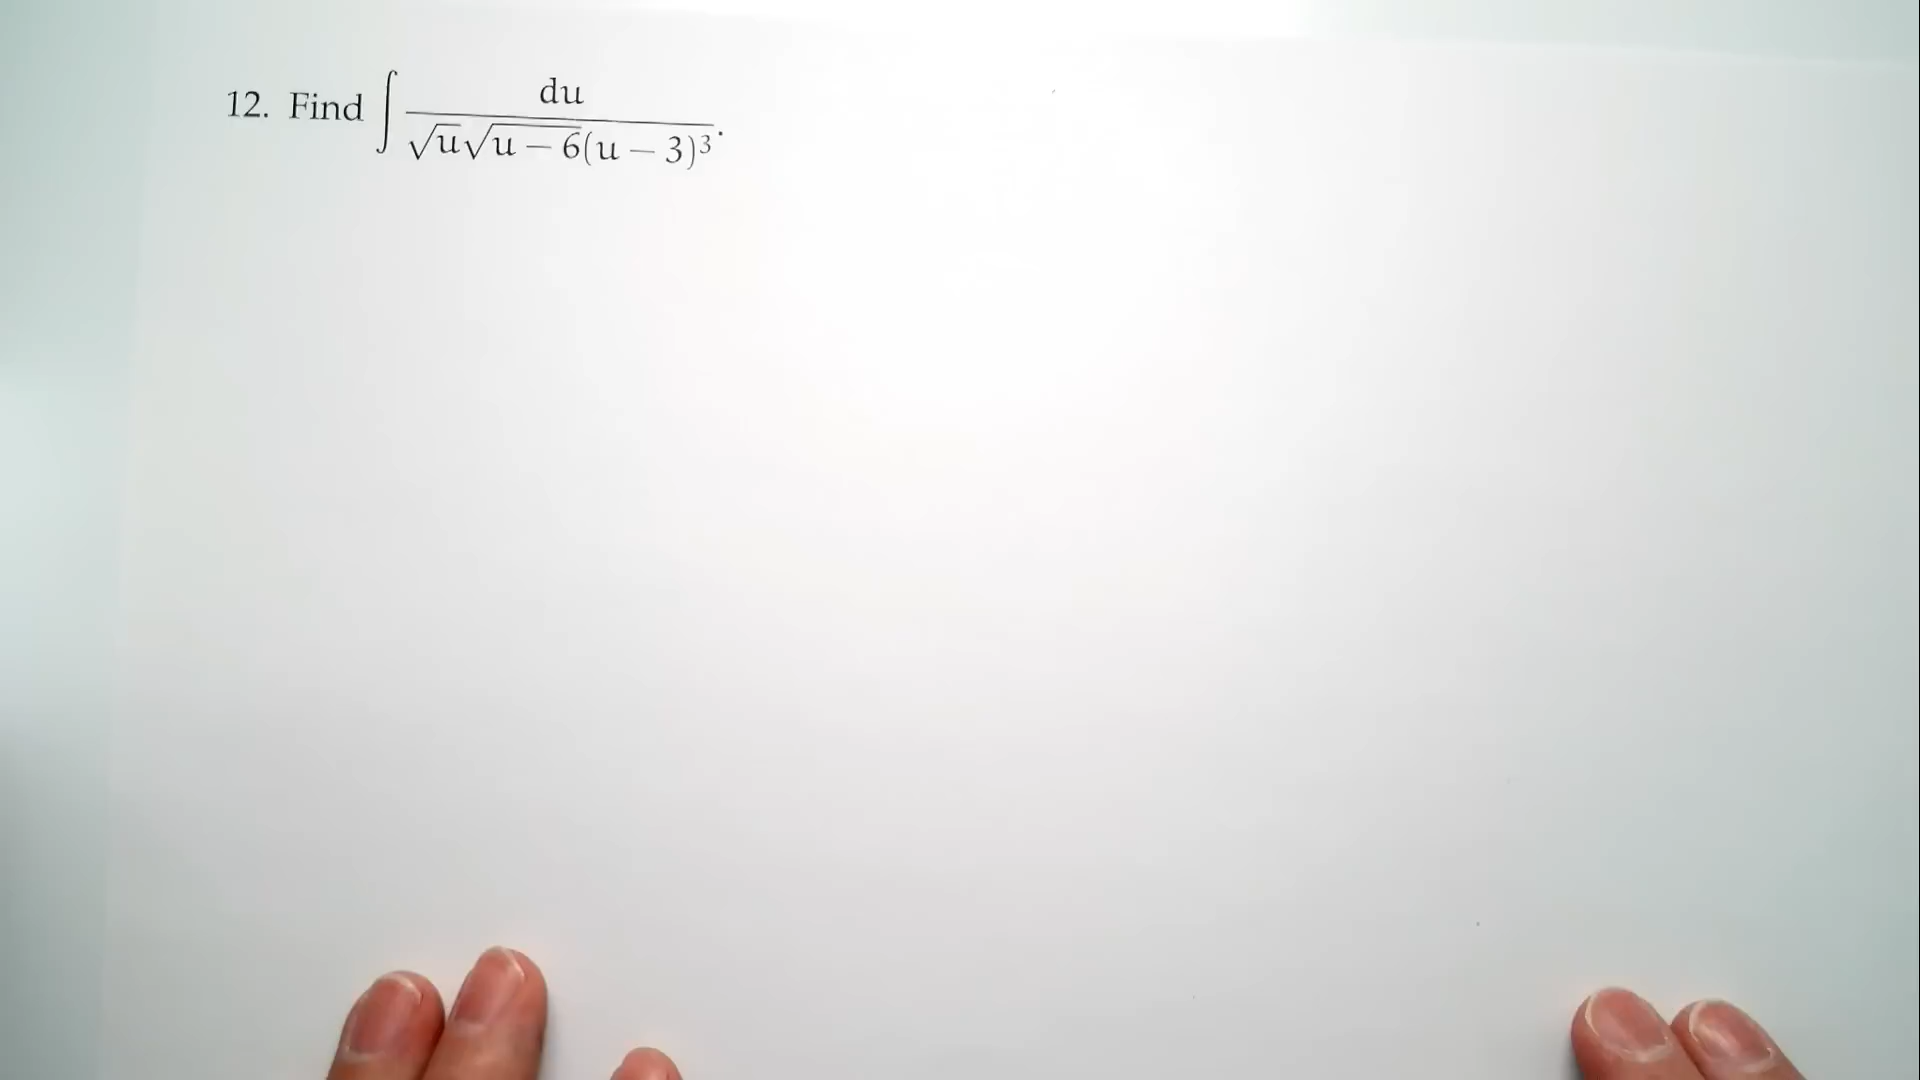 12. Find ∫ du / (√u √(u − 6)(u − 3)³).